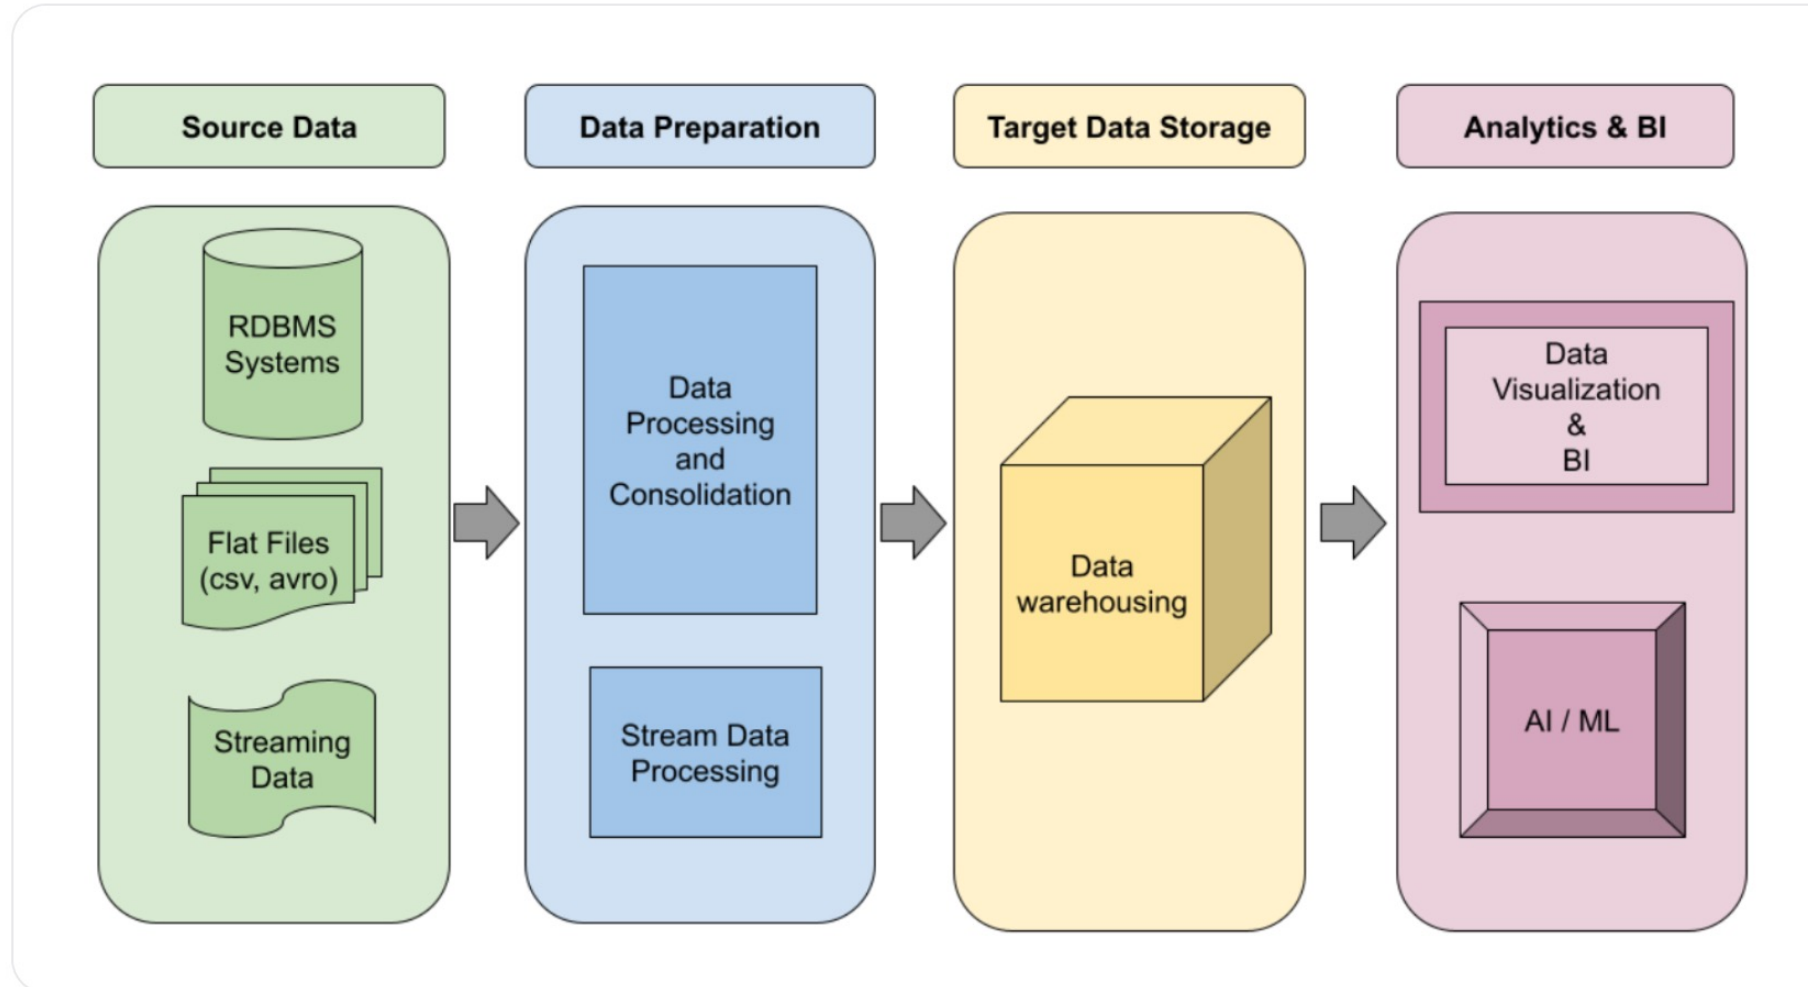 Source Data
RDBMS
Systems
Flat Files
(csv, avro)
Streaming
Data
Data Preparation
Data
Processing
and
Consolidation
Stream Data
Processing
Target Data Storage
Data
warehousing
Analytics & BI
Data
Visualization
&
BI
AI / ML